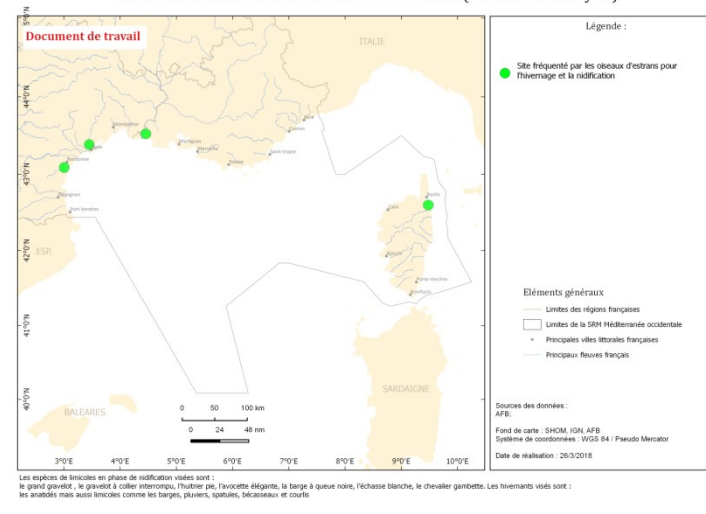 Document de travail
ITALIE
Montpellier
Agde
Martigues
Marseille
Toulon
Saint-tropez
Cannes
Nice
Narbonne
Perpignan
Port-Vendres
ESP.
Calvi
Bastia
Ajaccio
Porto-Vecchio
Bonifacio
SARDAIGNE
BALEARES
44°0'N
43°0'N
42°0'N
41°0'N
40°0'N
0 50 100 km
0 24 48 nm
3°0'E 4°0'E 5°0'E 6°0'E 7°0'E 8°0'E 9°0'E 10°0'E
Légende :
Site fréquenté par les oiseaux d'estrans pour
l'hivernage et la nidification
Eléments généraux
Limites des régions françaises
Limites de la SRM Méditerranée occidentale
Principales villes littorales françaises
Principaux fleuves français
Sources des données :
AFB;
Fond de carte : SHOM, IGN, AFB
Système de coordonnées : WGS 84 / Pseudo Mercator
Date de réalisation : 26/3/2018
Les espèces de limicoles en phase de nidification visées sont :
le grand gravelot , le gravelot à collier interrompu, l'huitrier pie, l'avocette élégante, la barge à queue noire, l'échasse blanche, le chevalier gambette. Les hivernants visés sont :
les anatidés mais aussi limicoles comme les barges, pluviers, spatules, bécasseaux et courlis